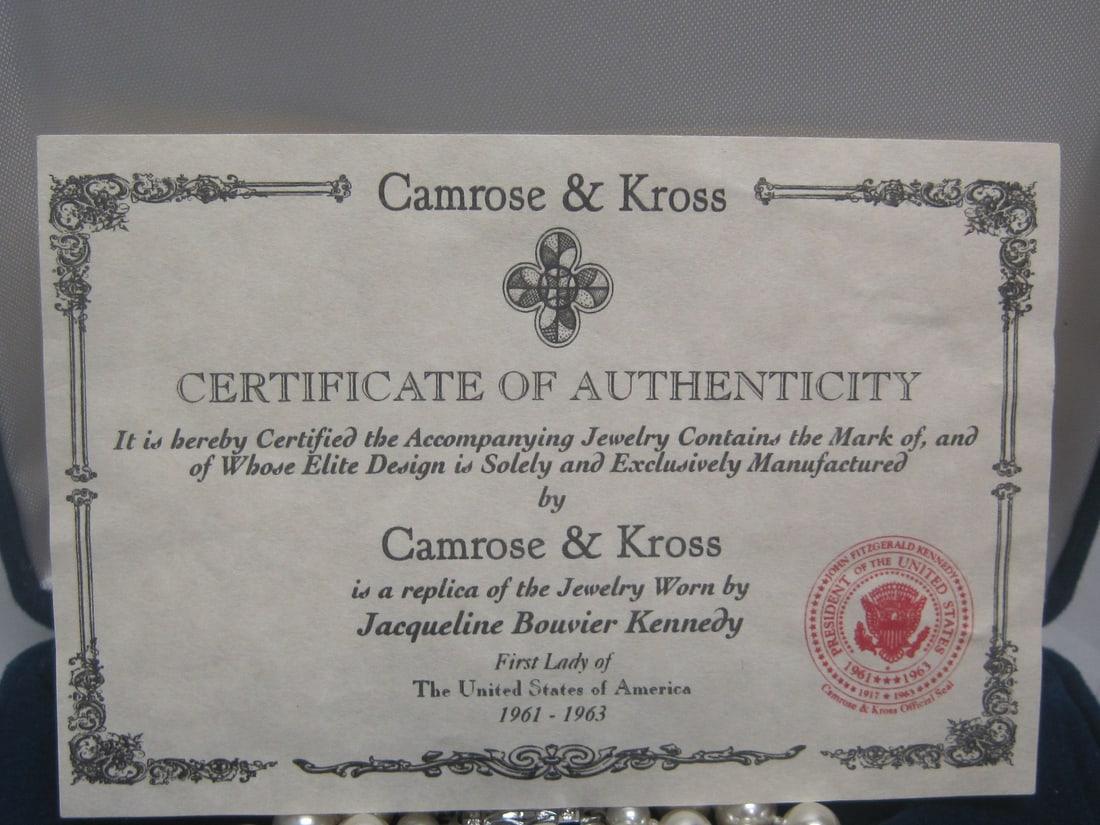 Camrose & Kross
CERTIFICATE OF AUTHENTICITY
It is hereby Certified the Accompanying Jewelry Contains the Mark of, and
of Whose Elite Design is Solely and Exclusively Manufactured
by
Camrose & Kross
is a replica of the Jewelry Worn by
Jacqueline Bouvier Kennedy
First Lady of
The United States of America
1961 - 1963
JOHN FITZGERALD KENNEDY
PRESIDENT OF THE UNITED STATES
1961 ★★★ 1963
1917 ★ 1963
Camrose & Kross Official Seal